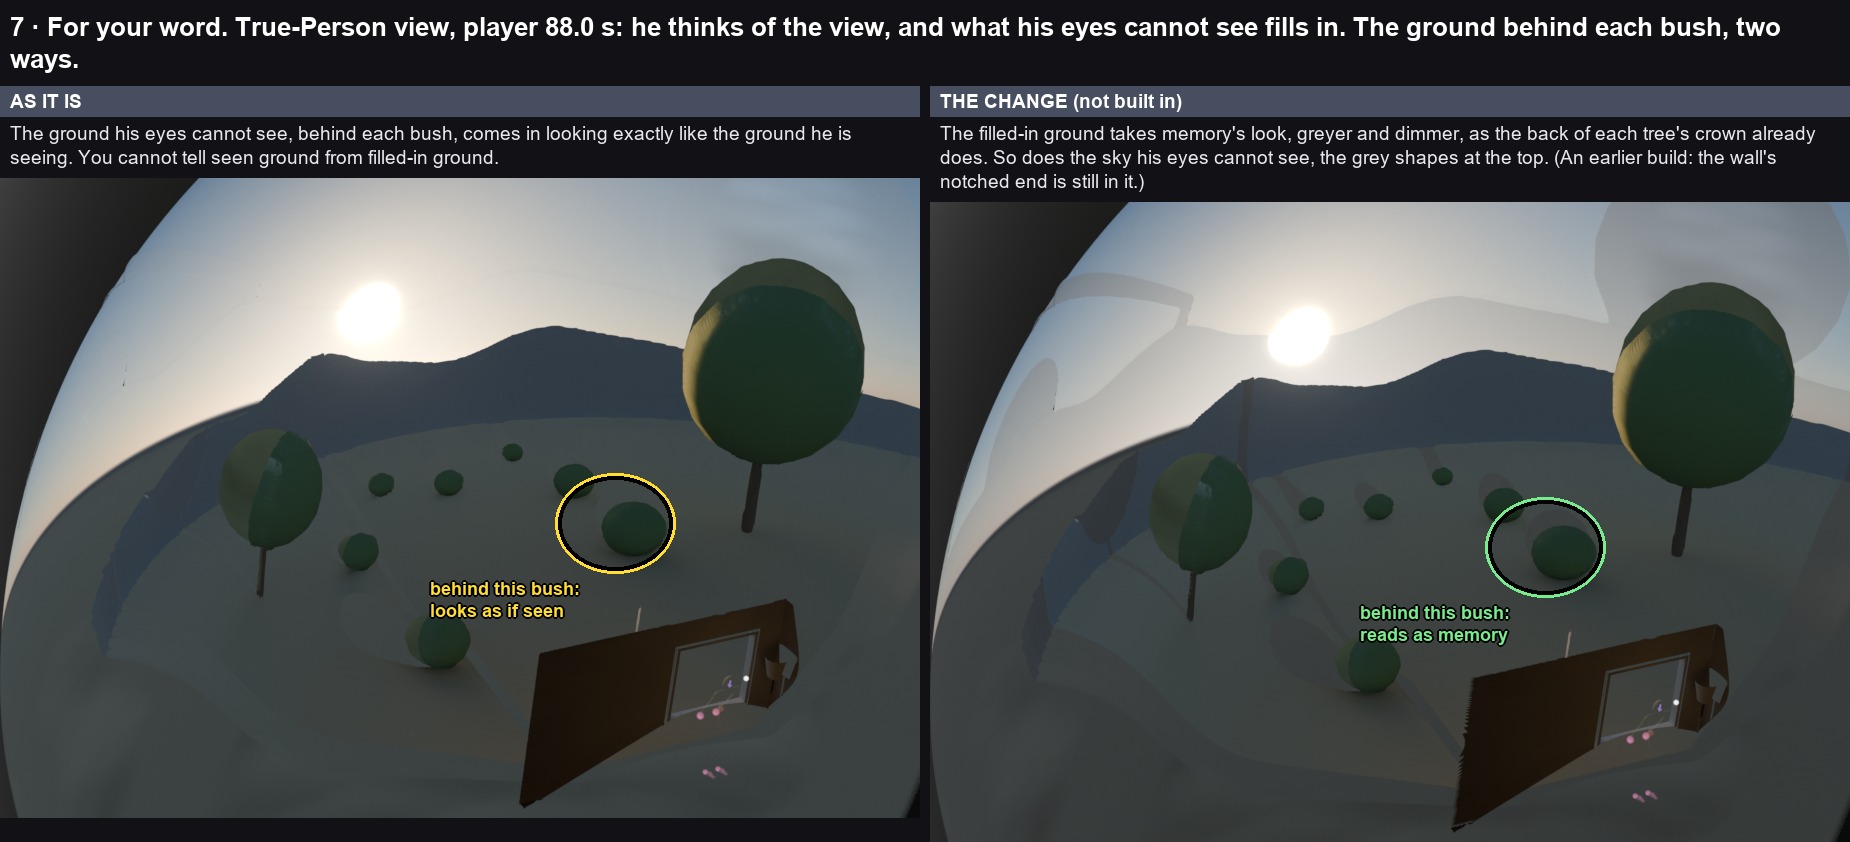 7 · For your word. True-Person view, player 88.0 s: he thinks of the view, and what his eyes cannot see fills in. The ground behind each bush, two
ways.
AS IT IS
The ground his eyes cannot see, behind each bush, comes in looking exactly like the ground he is
seeing. You cannot tell seen ground from filled-in ground.
behind this bush:
looks as if seen
THE CHANGE (not built in)
The filled-in ground takes memory's look, greyer and dimmer, as the back of each tree's crown already
does. So does the sky his eyes cannot see, the grey shapes at the top. (An earlier build: the wall's
notched end is still in it.)
behind this bush:
reads as memory